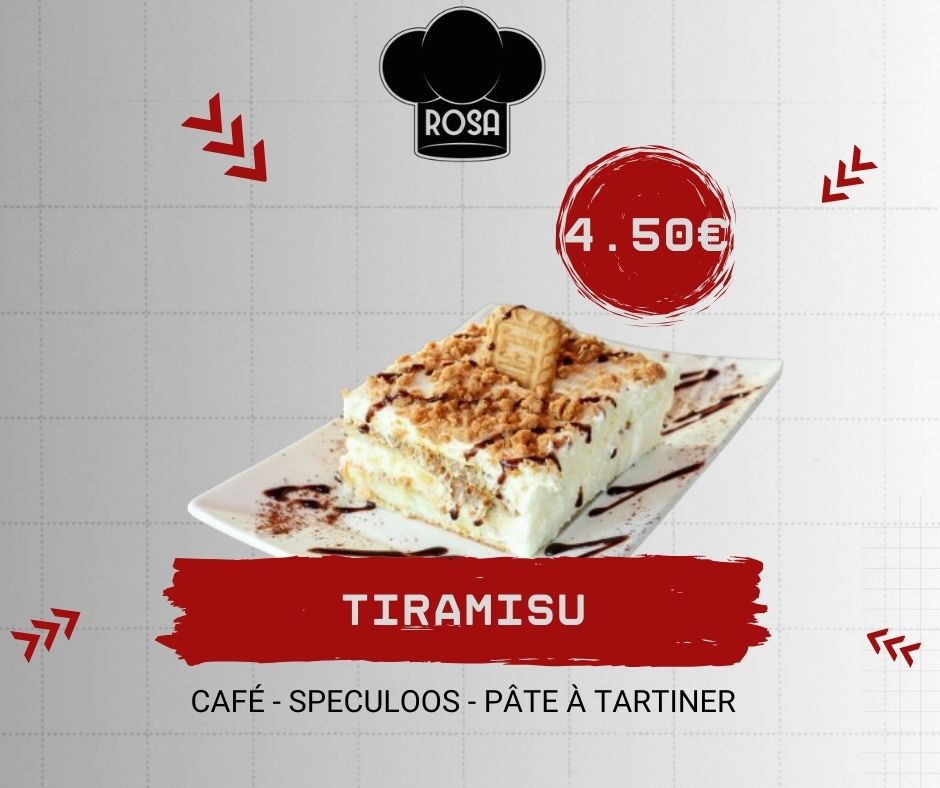 ROSA
4.50€
TIRAMISU
CAFÉ - SPECULOOS - PÂTE À TARTINER